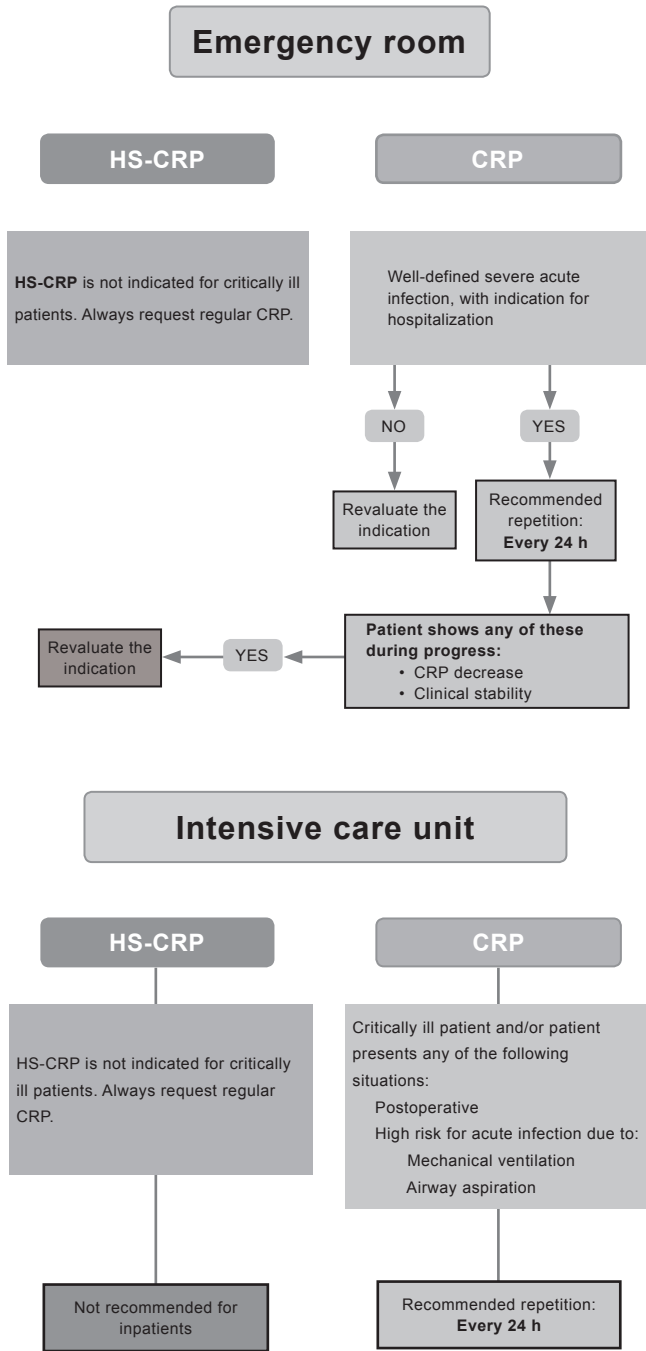 Emergency room
HS-CRP
CRP
HS-CRP is not indicated for critically ill
patients. Always request regular CRP.
Well-defined severe acute
infection, with indication for
hospitalization
NO
YES
Revaluate the
indication
Recommended
repetition:
Every 24 h
Patient shows any of these
during progress:
• CRP decrease
• Clinical stability
YES
Revaluate the
indication
Intensive care unit
HS-CRP
CRP
HS-CRP is not indicated for critically
ill patients. Always request regular
CRP.
Critically ill patient and/or patient
presents any of the following
situations:
Postoperative
High risk for acute infection due to:
Mechanical ventilation
Airway aspiration
Not recommended for
inpatients
Recommended repetition:
Every 24 h